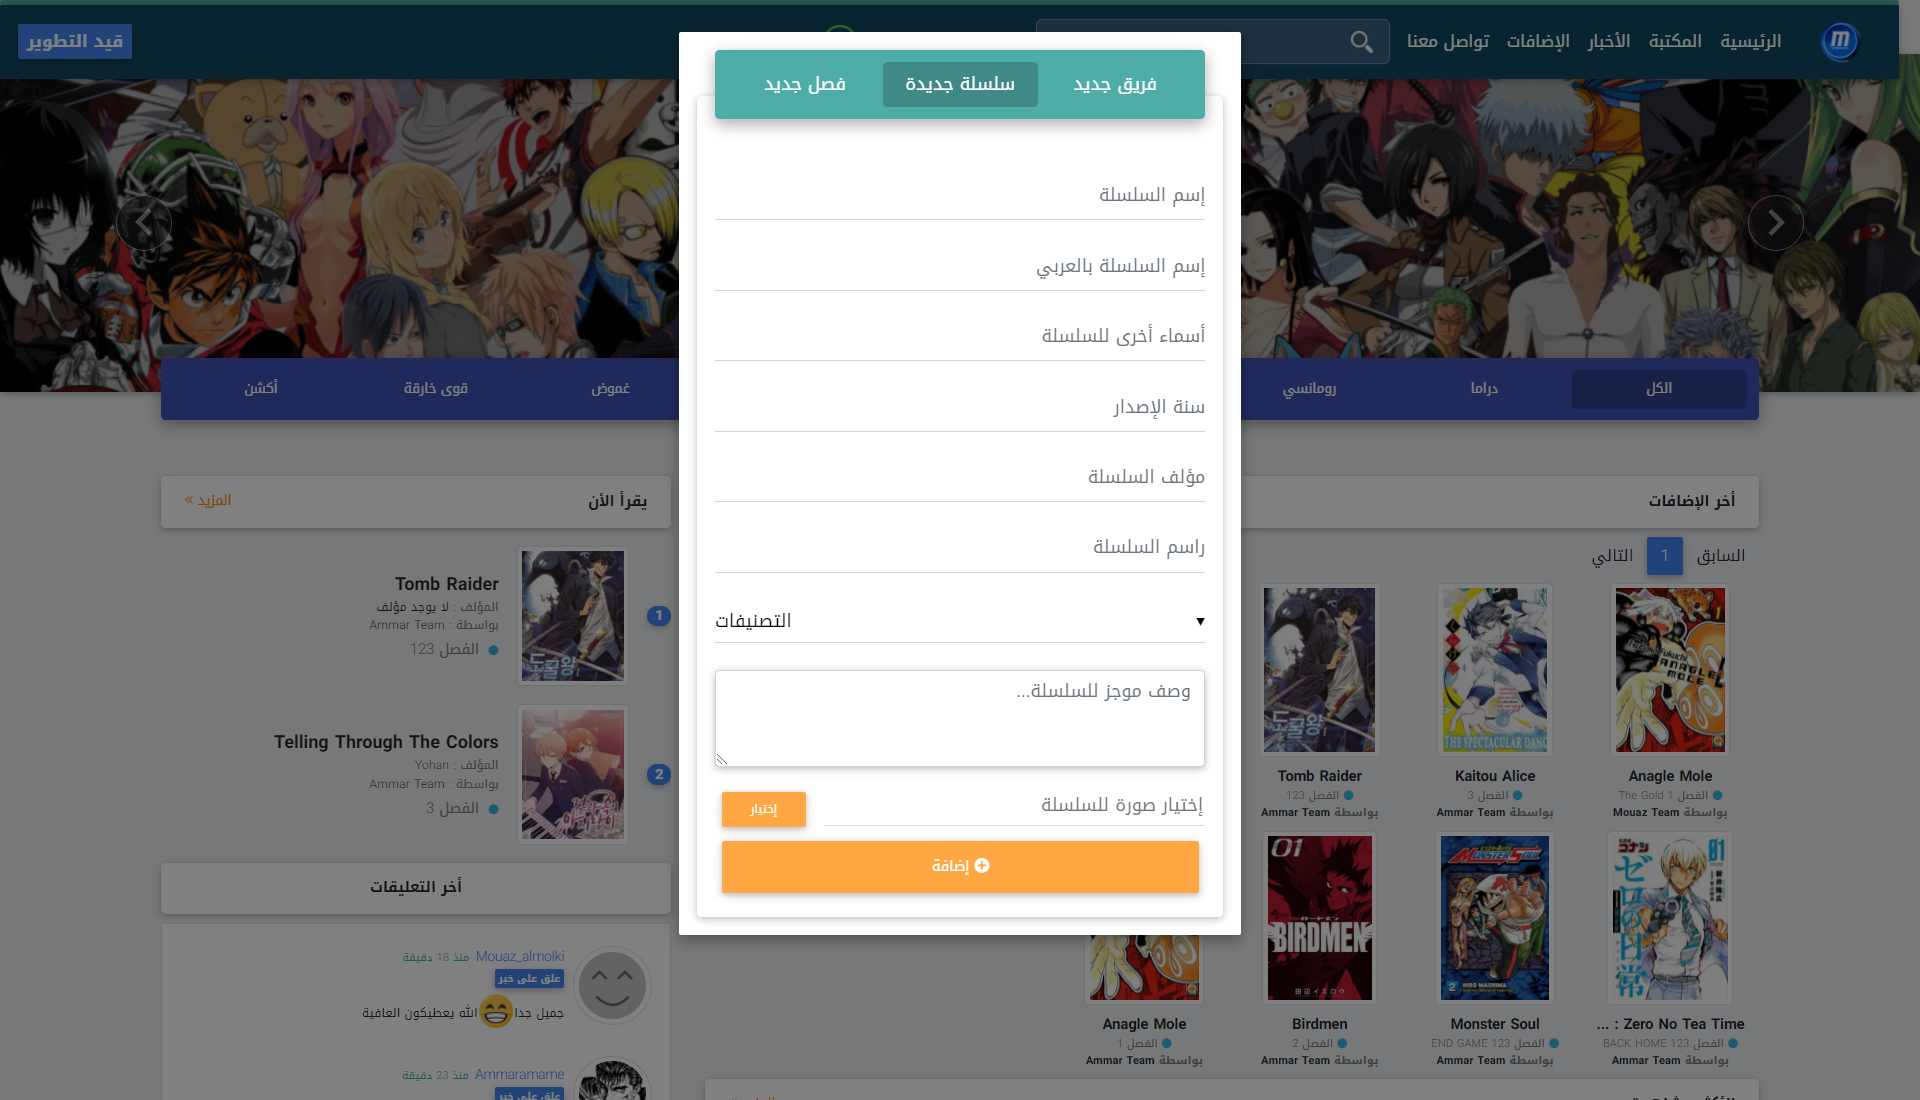 الرئيسية
المكتبة
الأخبار
الإضافات
تواصل معنا
قيد التطوير
فريق جديد
سلسلة جديدة
فصل جديد
إسم السلسلة
إسم السلسلة بالعربي
أسماء أخرى للسلسلة
سنة الإصدار
مؤلف السلسلة
راسم السلسلة
التصنيفات
وصف موجز للسلسلة...
إختيار صورة للسلسلة
إختيار
إضافة
الكل
دراما
رومانسي
غموض
قوى خارقة
أكشن
أخر الإضافات
السابق
1
التالي
Anagle Mole
الفصل 1 The Gold
بواسطة Mouaz Team
Kaitou Alice
الفصل 3
بواسطة Ammar Team
Tomb Raider
الفصل 123
بواسطة Ammar Team
01
BIRDMEN
Zero No Tea Time : ...
الفصل 123 BACK HOME
بواسطة Ammar Team
Monster Soul
الفصل 123 END GAME
بواسطة Ammar Team
Birdmen
الفصل 2
بواسطة Ammar Team
Anagle Mole
الفصل 1
بواسطة Ammar Team
يقرأ الأن
المزيد »
1
Tomb Raider
المؤلف : لا يوجد مؤلف
بواسطة : Ammar Team
الفصل 123
2
Telling Through The Colors
المؤلف : Yohan
بواسطة : Ammar Team
الفصل 3
أخر التعليقات
Mouaz_almolki منذ 18 دقيقة
علق على خبر
جميل جدا😁الله يعطيكون العافية
Ammaramame منذ 23 دقيقة
علق على خبر